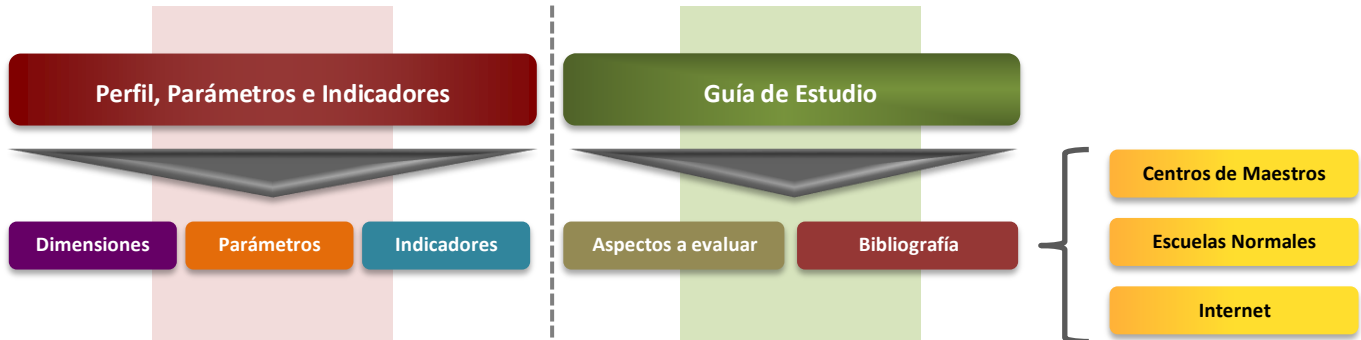 Perfil, Parámetros e Indicadores
Guía de Estudio
Dimensiones
Parámetros
Indicadores
Aspectos a evaluar
Bibliografía
Centros de Maestros
Escuelas Normales
Internet